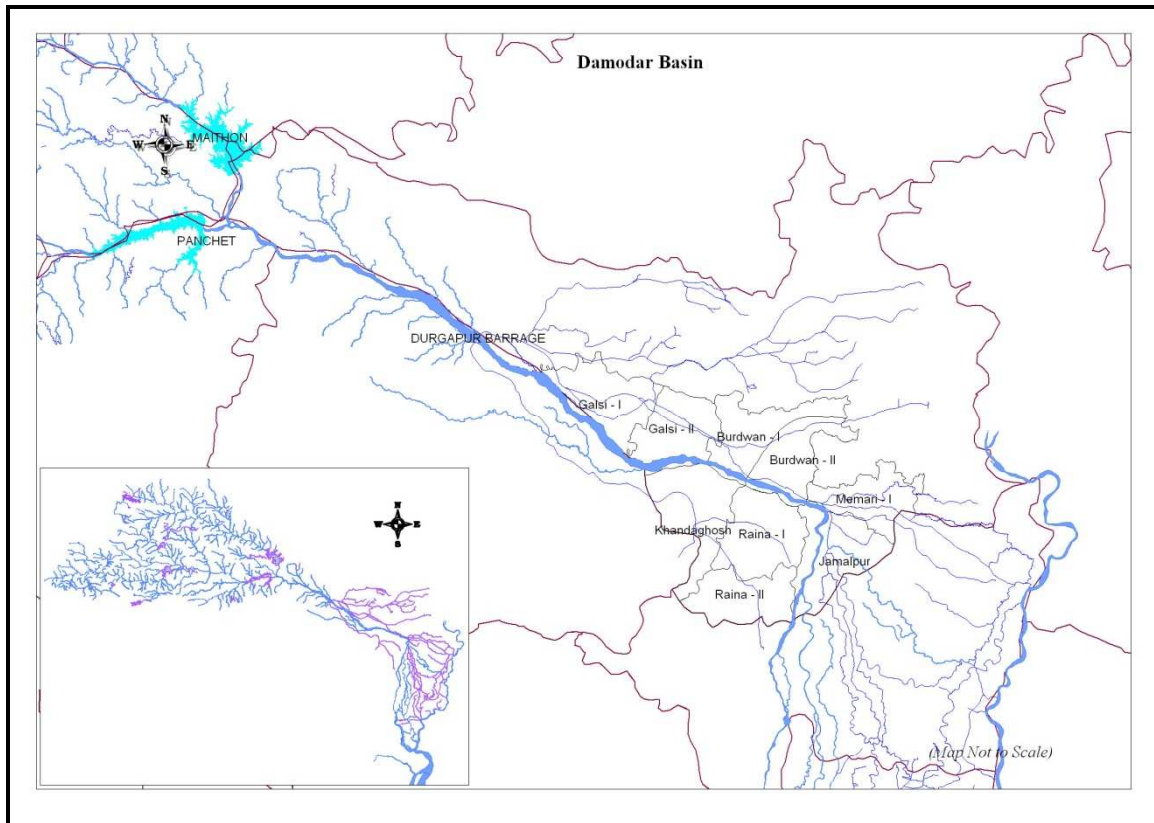 Damodar Basin
N
W E
S
MAITHON
PANCHET
DURGAPUR BARRAGE
Galsi - I
Galsi - II
Burdwan - I
Burdwan - II
Memari - I
Khandaghosh
Raina - I
Jamalpur
Raina - II
N
W E
S
(Map Not to Scale)